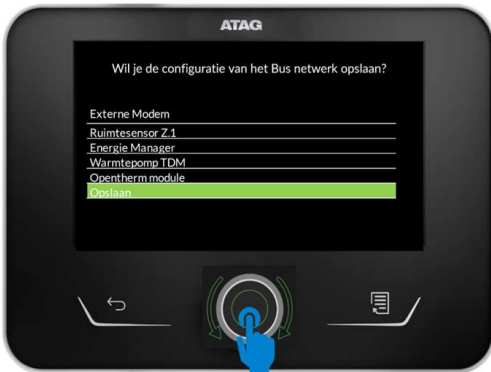 ATAG
Wil je de configuratie van het Bus netwerk opslaan?
Externe Modem
Ruimtesensor Z.1
Energie Manager
Warmtepomp TDM
Opentherm module
Opslaan